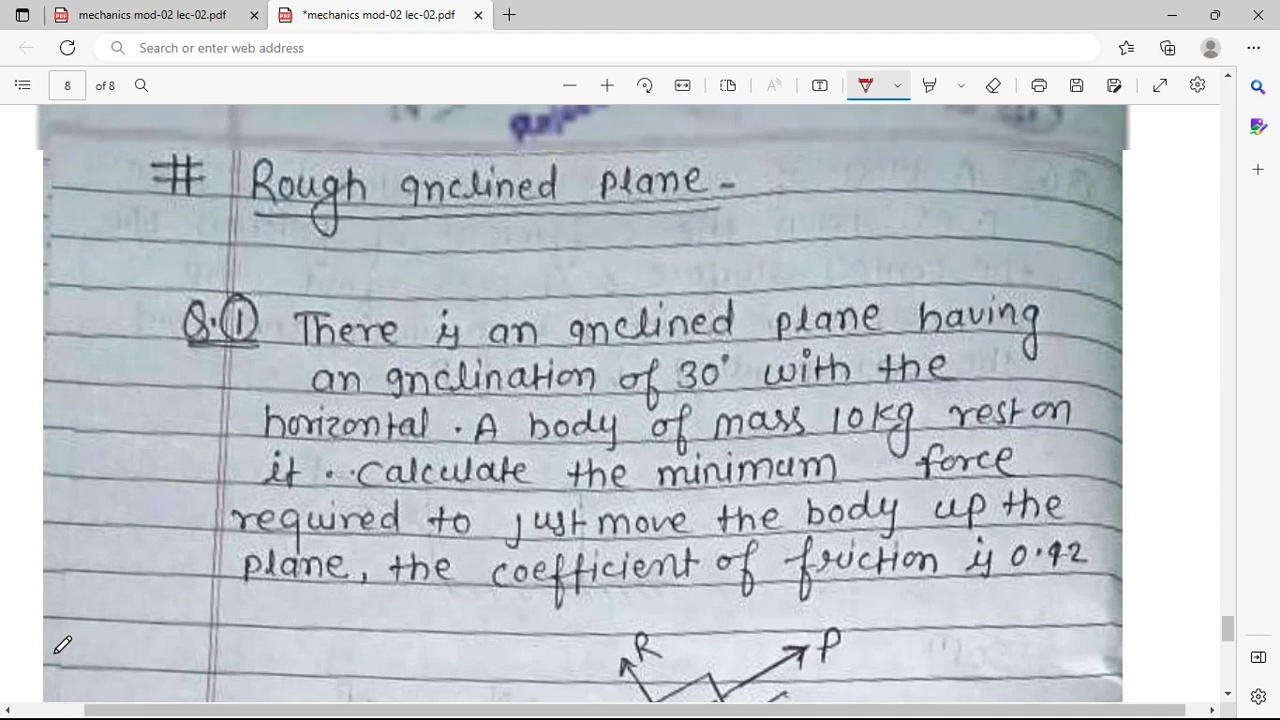 mechanics mod-02 lec-02.pdf
*mechanics mod-02 lec-02.pdf
Search or enter web address
8 of 8
# Rough qnclined plane -
Q.① There is an qnclined plane having
an qnclination of 30° with the
horizontal. A body of mass 10kg rest on
it. Calculate the minimum force
required to just move the body up the
plane, the coefficient of friction is 0.42
R
P